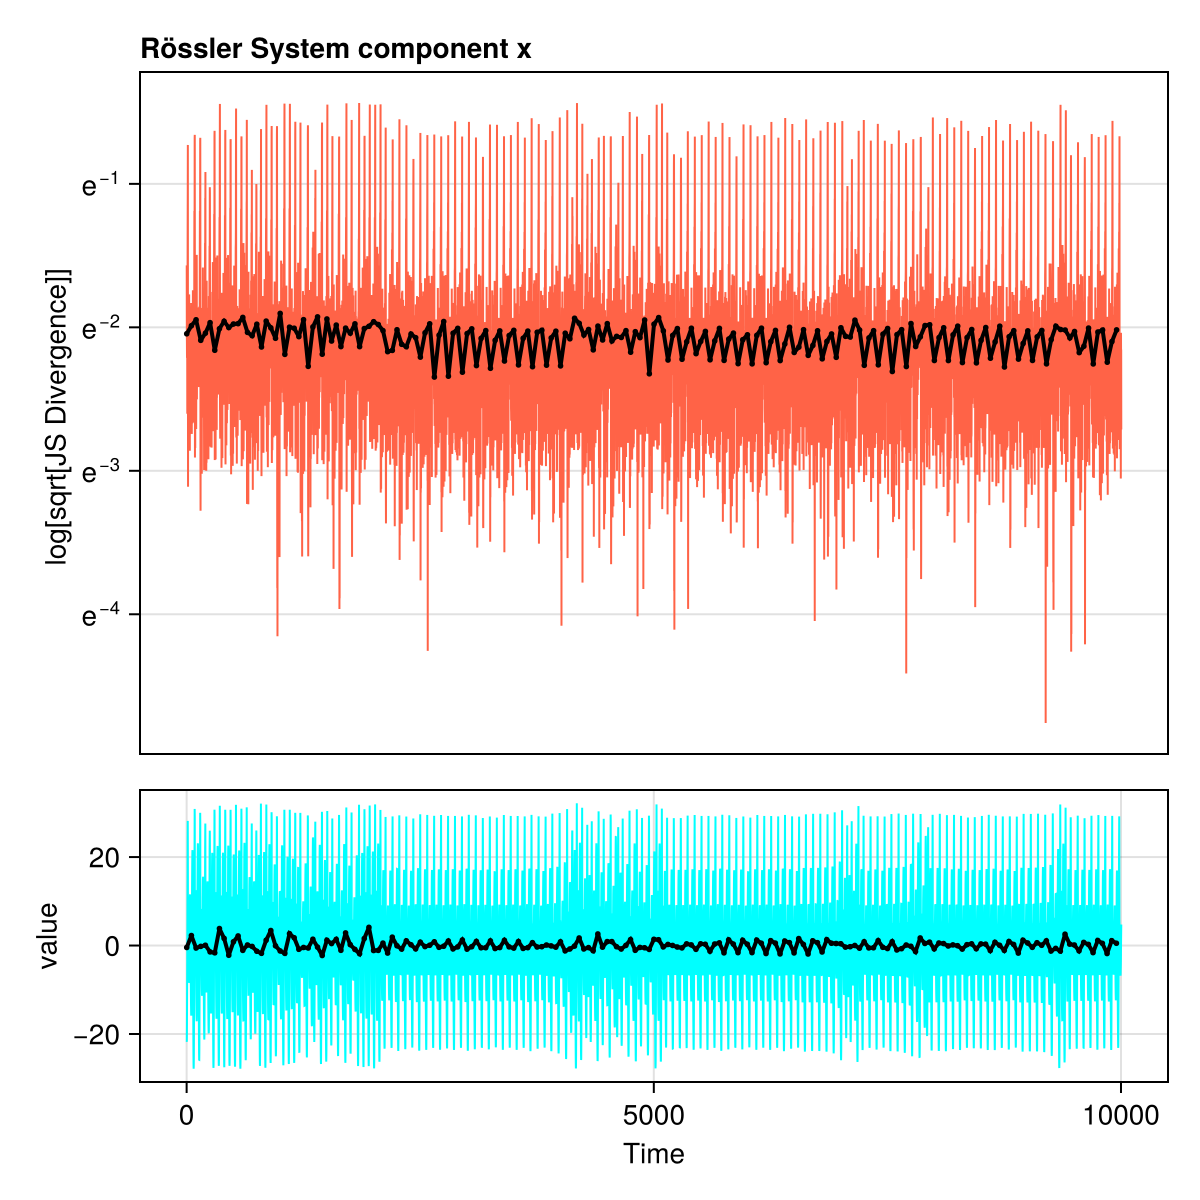 Rössler System component x
log[sqrt[JS Divergence]]
e⁻¹
e⁻²
e⁻³
e⁻⁴
value
20
0
−20
0
5000
10000
Time